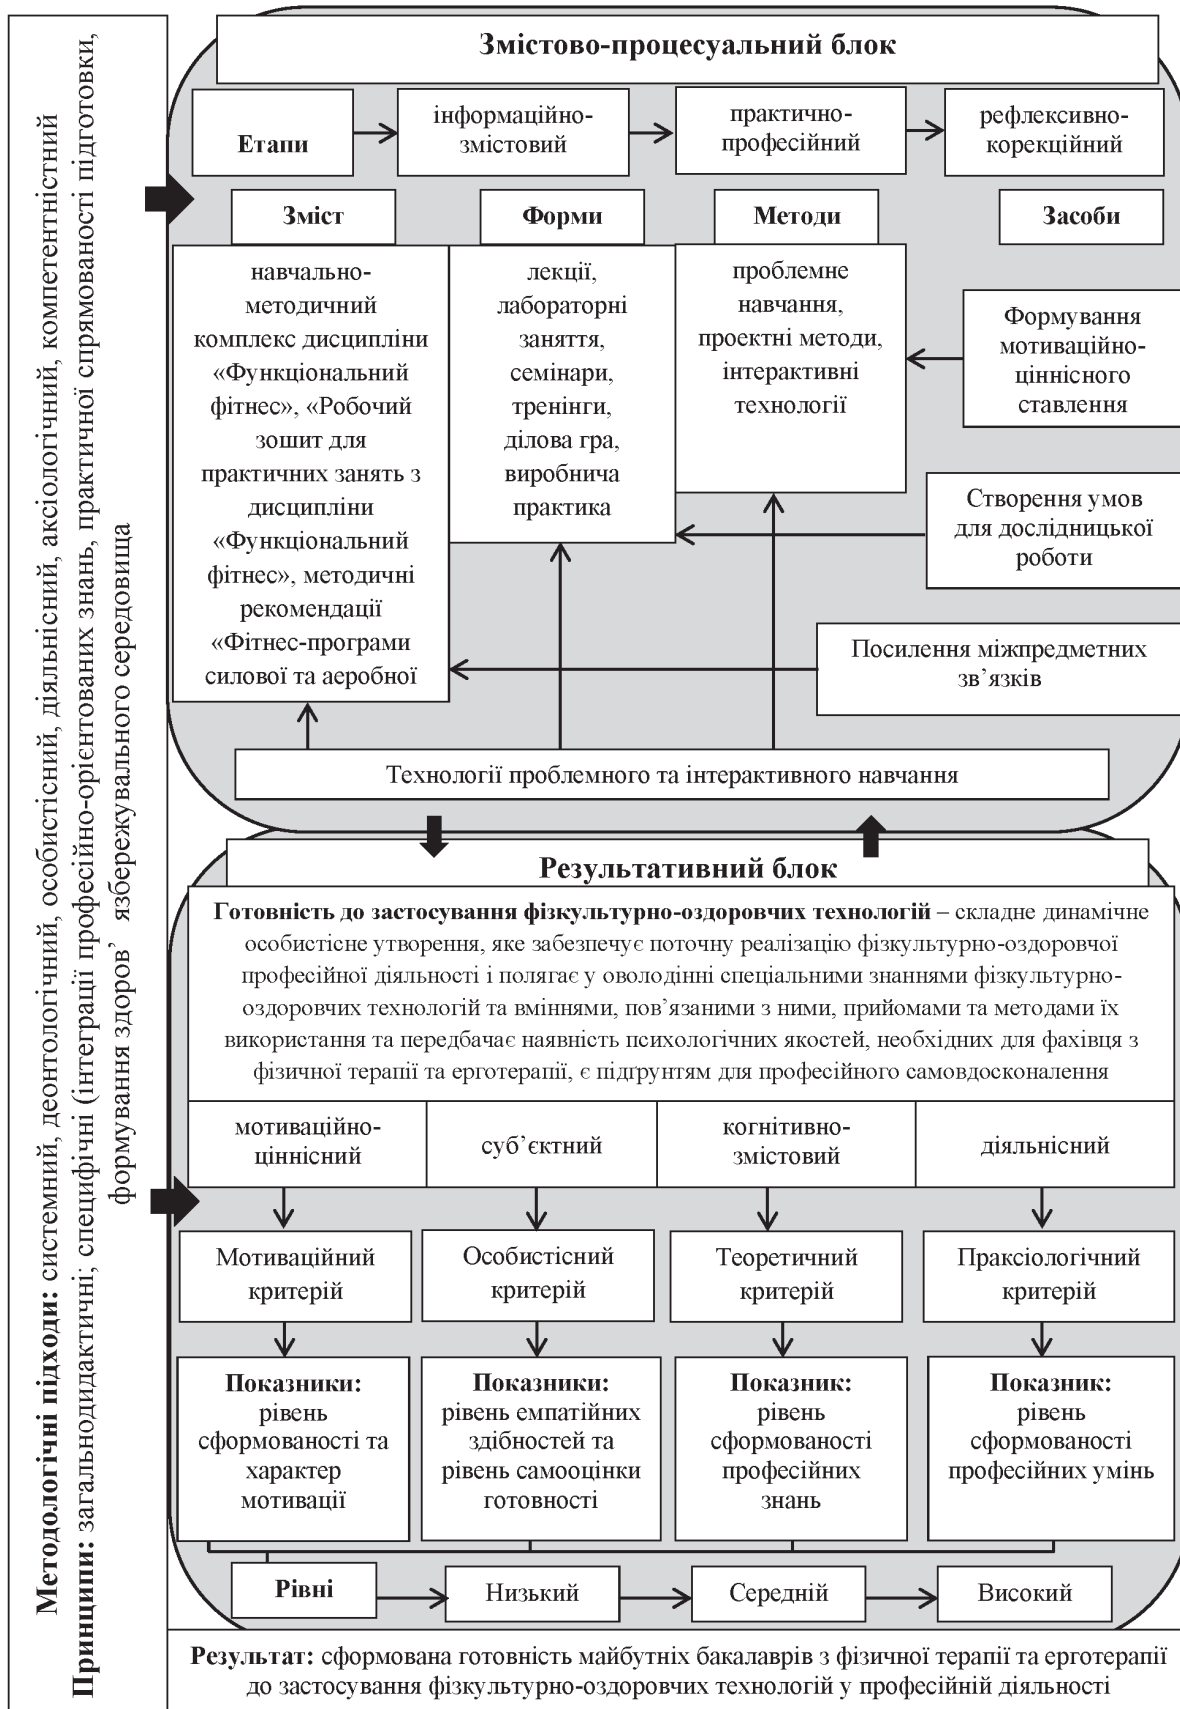 Методологічні підходи: системний, деонтологічний, особистісний, діяльнісний, аксіологічний, компетентністний
Принципи: загальнодидактичні; специфічні (інтеграції професійно-орієнтованих знань, практичної спрямованості підготовки,
формування здоров’ язбережувального середовища
Змістово-процесуальний блок
Етапи
інформаційно-
змістовий
практично-
професійний
рефлексивно-
корекційний
Зміст
Форми
Методи
Засоби
навчально-
методичний
комплекс дисципліни
«Функціональний
фітнес», «Робочий
зошит для
практичних занять з
дисципліни
«Функціональний
фітнес», методичні
рекомендації
«Фітнес-програми
силової та аеробної
лекції,
лабораторні
заняття,
семінари,
тренінги,
ділова гра,
виробнича
практика
проблемне
навчання,
проектні методи,
інтерактивні
технології
Формування
мотиваційно-
ціннісного
ставлення
Створення умов
для дослідницької
роботи
Посилення міжпредметних
зв’язків
Технології проблемного та інтерактивного навчання
Результативний блок
Готовність до застосування фізкультурно-оздоровчих технологій – складне динамічне
особистісне утворення, яке забезпечує поточну реалізацію фізкультурно-оздоровчої
професійної діяльності і полягає у оволодінні спеціальними знаннями фізкультурно-
оздоровчих технологій та вміннями, пов’язаними з ними, прийомами та методами їх
використання та передбачає наявність психологічних якостей, необхідних для фахівця з
фізичної терапії та ерготерапії, є підґрунтям для професійного самовдосконалення
мотиваційно-
ціннісний
суб’єктний
когнітивно-
змістовий
діяльнісний
Мотиваційний
критерій
Особистісний
критерій
Теоретичний
критерій
Праксіологічний
критерій
Показники:
рівень
сформованості та
характер
мотивації
Показники:
рівень емпатійних
здібностей та
рівень самооцінки
готовності
Показник:
рівень
сформованості
професійних
знань
Показник:
рівень
сформованості
професійних умінь
Рівні
Низький
Середній
Високий
Результат: сформована готовність майбутніх бакалаврів з фізичної терапії та ерготерапії
до застосування фізкультурно-оздоровчих технологій у професійній діяльності